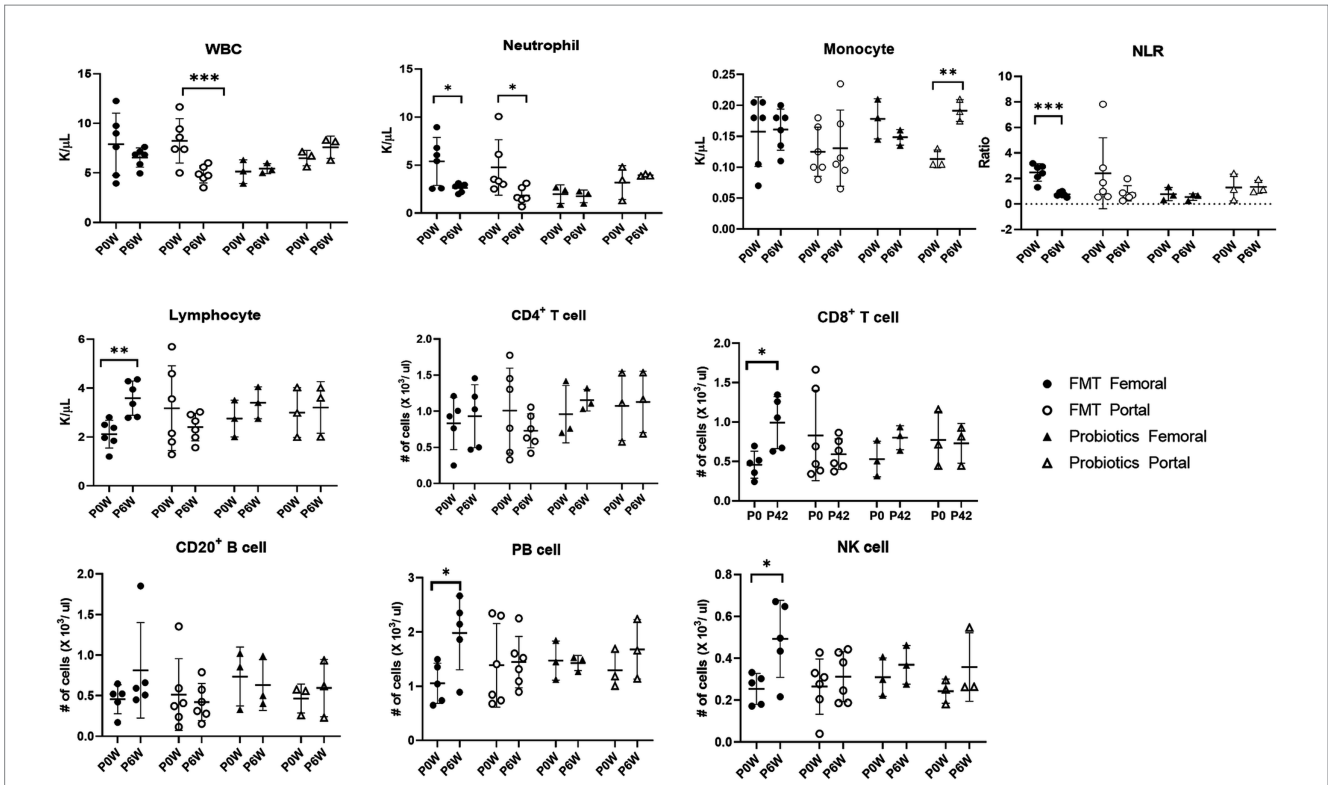 WBC
***
K/μL
15
10
5
0
P0W P6W P0W P6W P0W P6W P0W P6W
Neutrophil
* *
K/μL
15
10
5
0
P0W P6W P0W P6W P0W P6W P0W P6W
Monocyte
**
K/μL
0.25
0.20
0.15
0.10
0.05
0.00
P0W P6W P0W P6W P0W P6W P0W P6W
NLR
***
Ratio
10
8
6
4
2
0
-2
P0W P6W P0W P6W P0W P6W P0W P6W
Lymphocyte
**
K/μL
6
4
2
0
P0W P6W P0W P6W P0W P6W P0W P6W
CD4⁺ T cell
# of cells (X 10³/ ul)
2.0
1.5
1.0
0.5
0.0
P0W P6W P0W P6W P0W P6W P0W P6W
CD8⁺ T cell
*
# of cells (X 10³/ ul)
2.0
1.5
1.0
0.5
0.0
P0 P42 P0 P42 P0 P42 P0 P42
FMT Femoral
FMT Portal
Probiotics Femoral
Probiotics Portal
CD20⁺ B cell
# of cells (X 10³/ ul)
2.0
1.5
1.0
0.5
0.0
P0W P6W P0W P6W P0W P6W P0W P6W
PB cell
*
# of cells (X 10³/ ul)
3
2
1
0
P0W P6W P0W P6W P0W P6W P0W P6W
NK cell
*
# of cells (X 10³/ ul)
0.8
0.6
0.4
0.2
0.0
P0W P6W P0W P6W P0W P6W P0W P6W